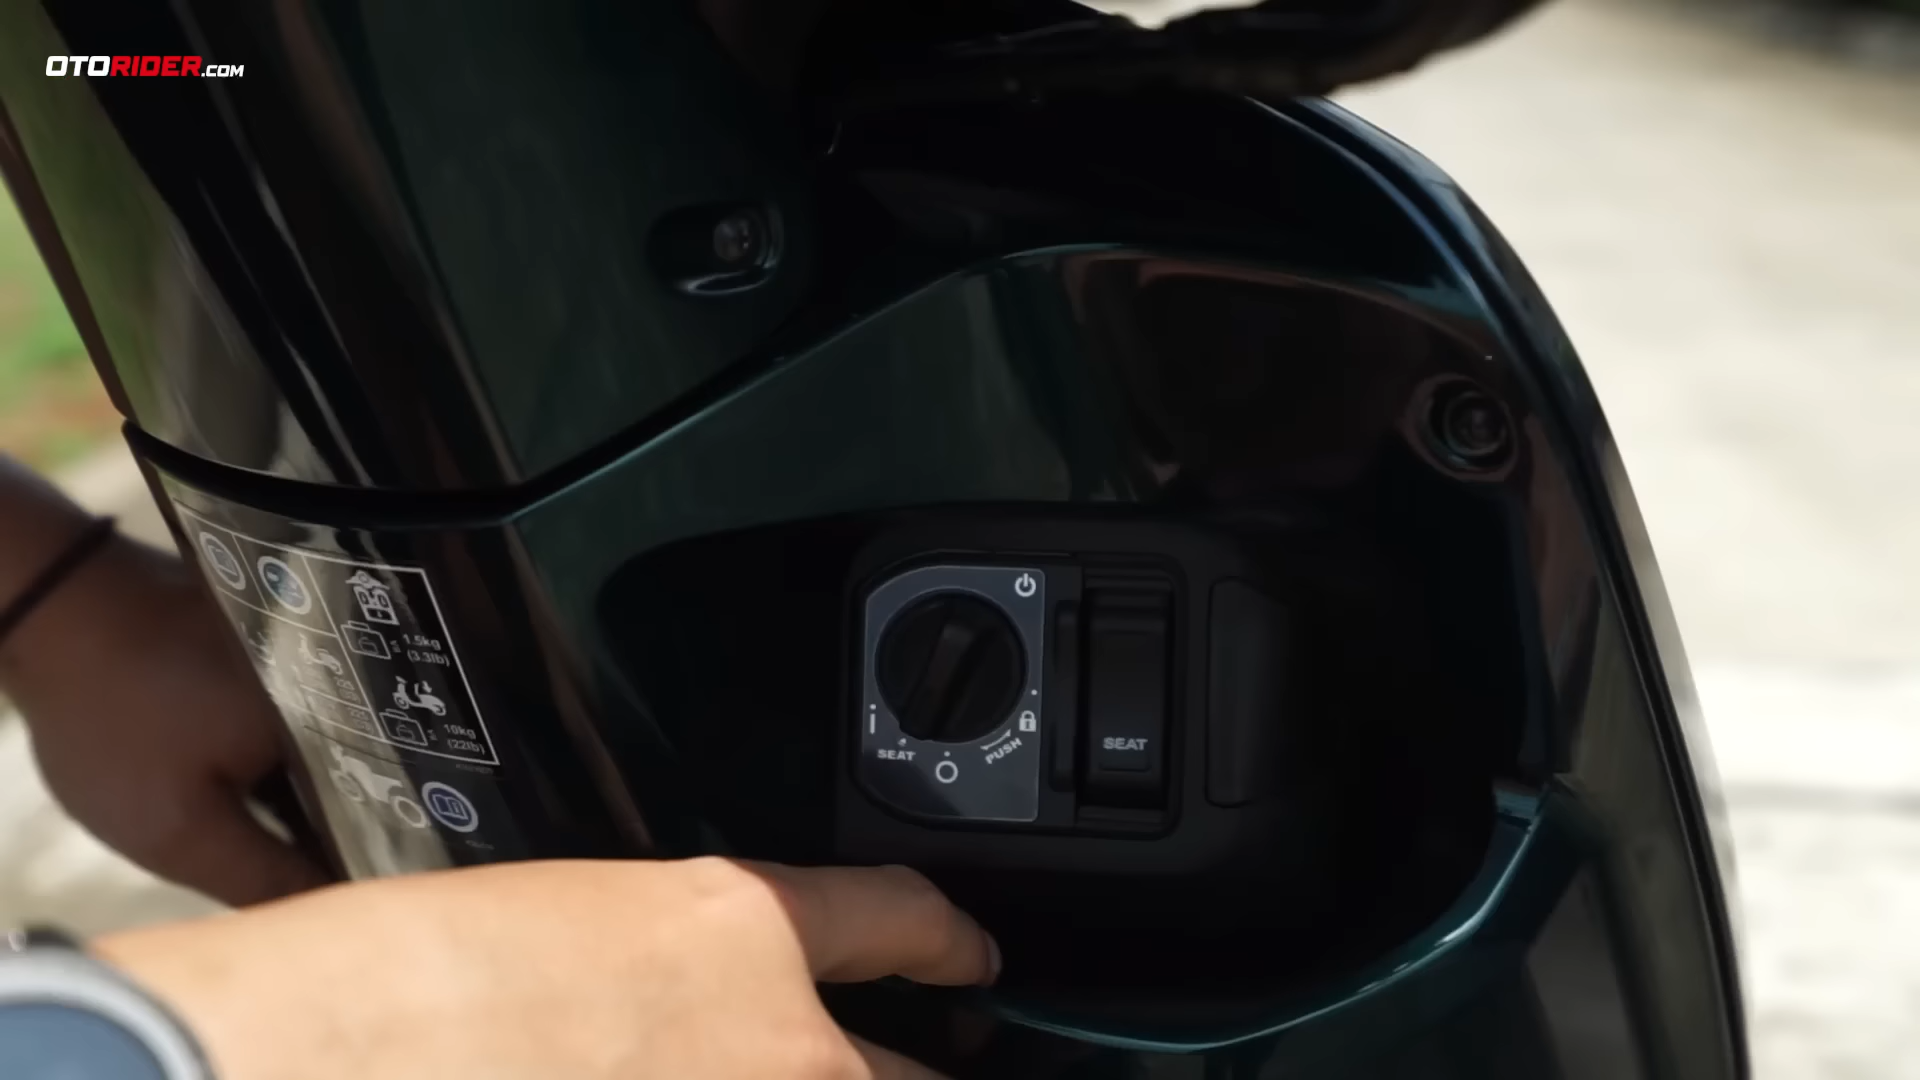 OTORIDER.COM
1.5kg
(3.3lb)
10kg
(22lb)
SEAT
PUSH
SEAT